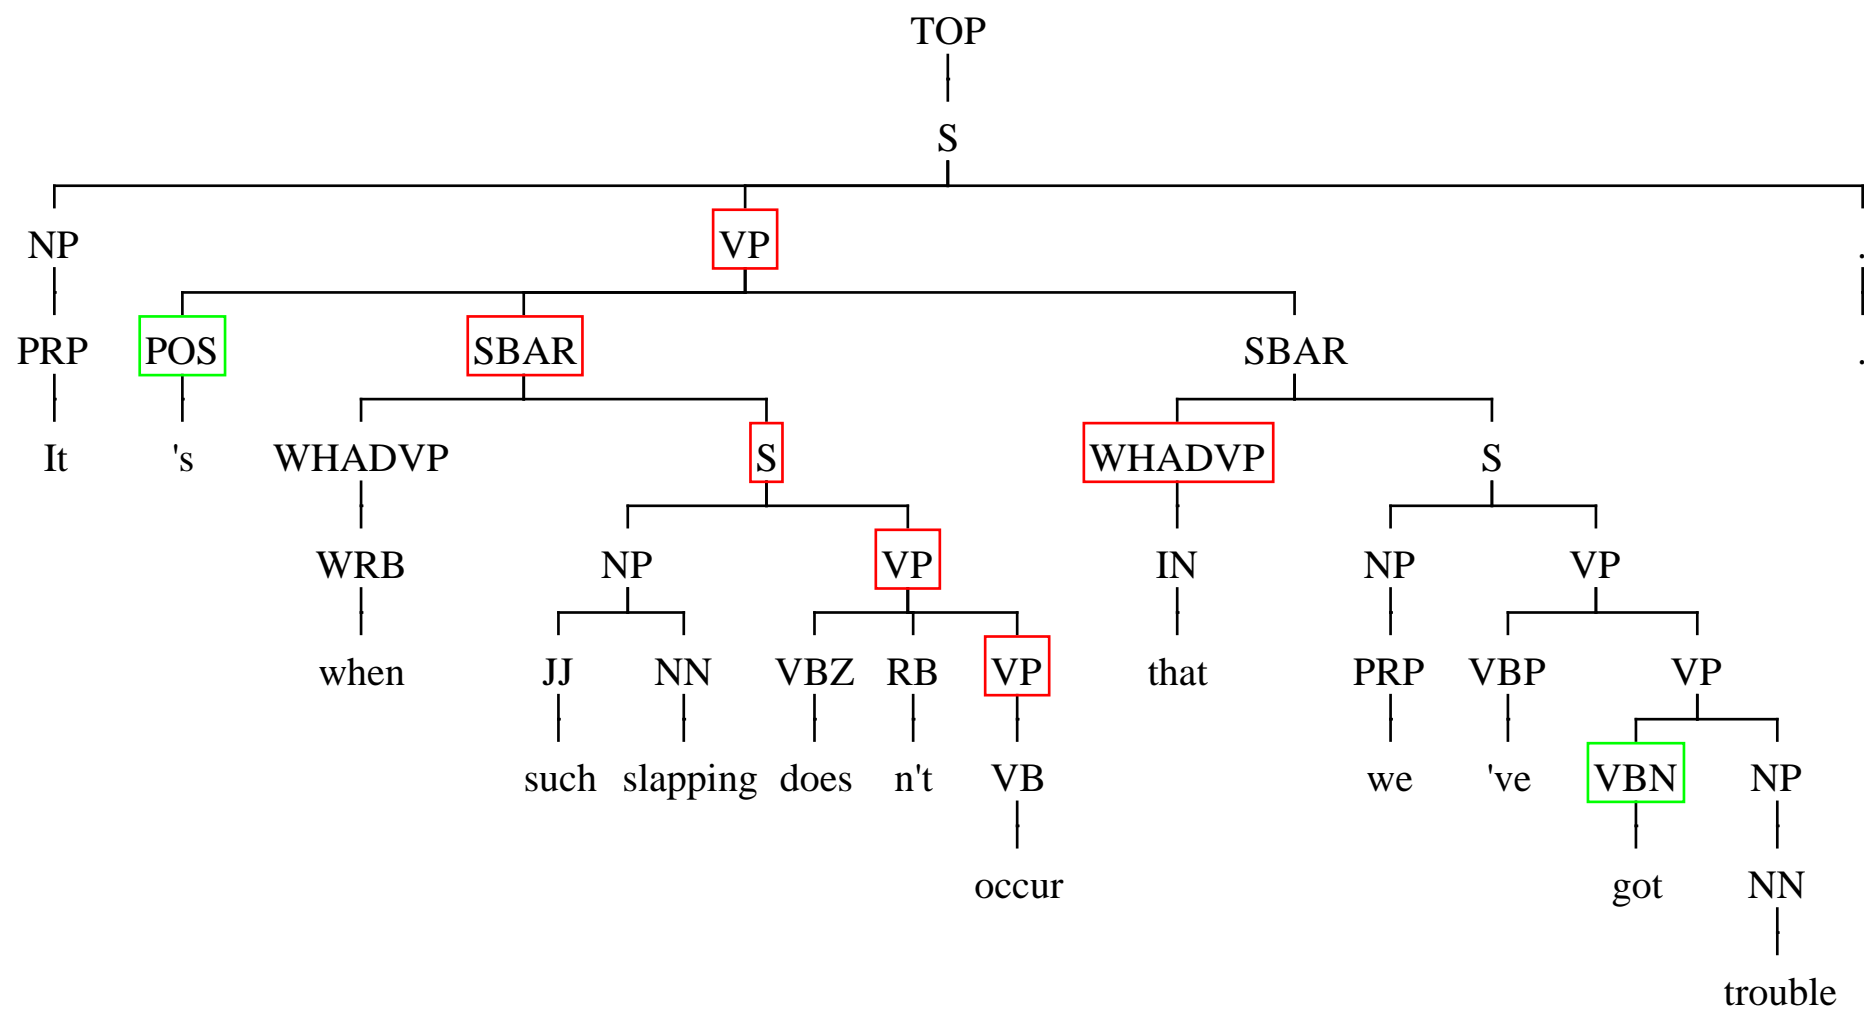 TOP
S
NP VP .
PRP POS SBAR SBAR .
It 's WHADVP S WHADVP S
WRB NP VP IN NP VP
when JJ NN VBZ RB VP that PRP VBP VP
such slapping does n't VB we 've VBN NP
occur got NN
trouble